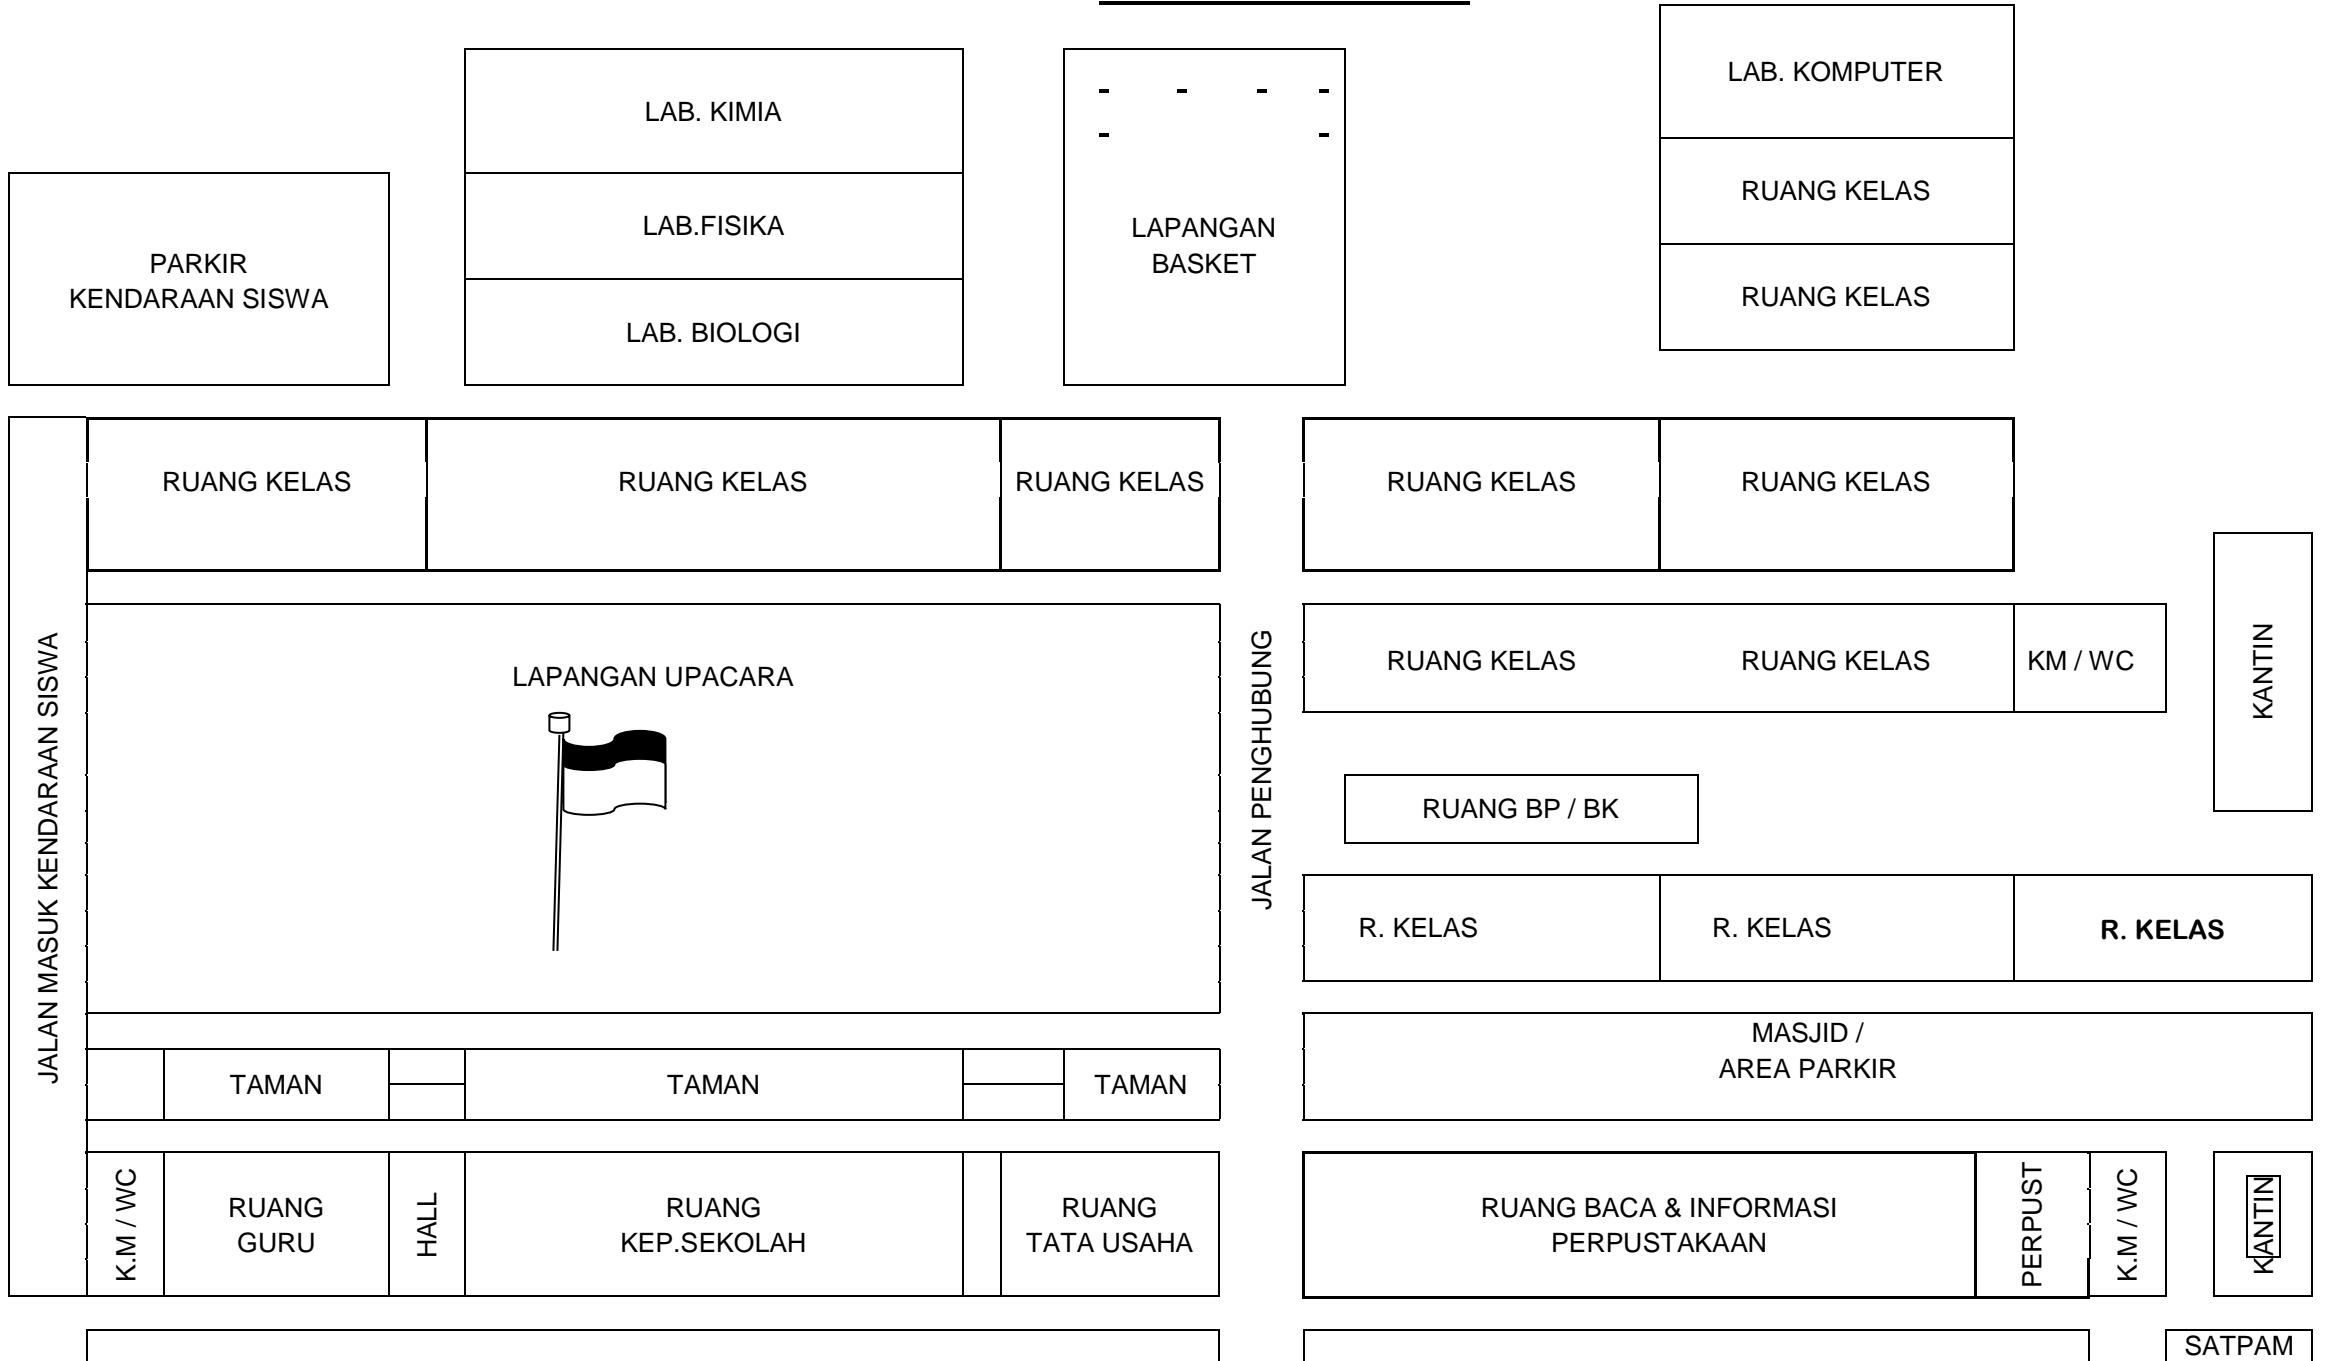 LAB. KOMPUTER
LAB. KIMIA
RUANG KELAS
LAB.FISIKA
LAPANGAN
BASKET
PARKIR
KENDARAAN SISWA
RUANG KELAS
LAB. BIOLOGI
RUANG KELAS
RUANG KELAS
RUANG KELAS
RUANG KELAS
RUANG KELAS
JALAN MASUK KENDARAAN SISWA
LAPANGAN UPACARA
JALAN PENGHUBUNG
RUANG KELAS
RUANG KELAS
KM / WC
KANTIN
RUANG BP / BK
R. KELAS
R. KELAS
R. KELAS
MASJID /
AREA PARKIR
TAMAN
TAMAN
TAMAN
K.M / WC
RUANG
GURU
HALL
RUANG
KEP.SEKOLAH
RUANG
TATA USAHA
RUANG BACA & INFORMASI
PERPUSTAKAAN
PERPUST
K.M / WC
KANTIN
SATPAM